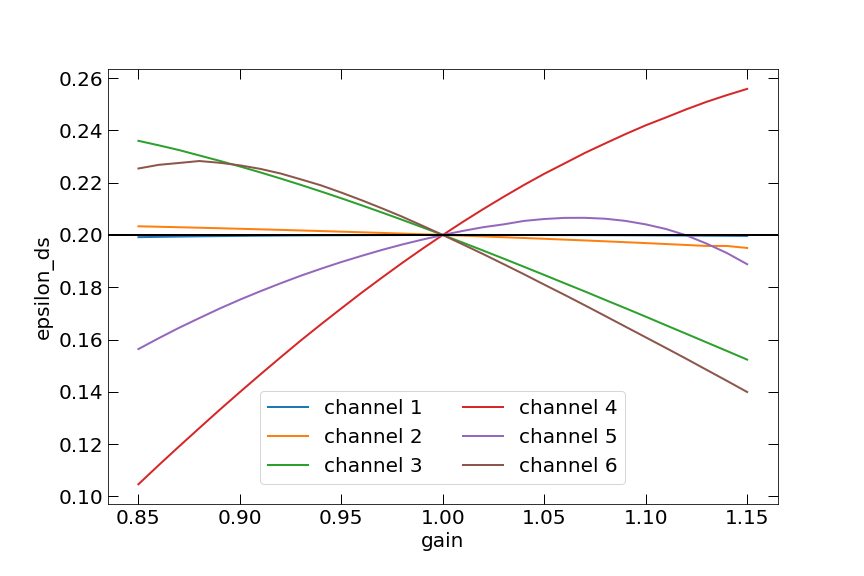 epsilon_ds
0.26
0.24
0.22
0.20
0.18
0.16
0.14
0.12
0.10
channel 1
channel 2
channel 3
channel 4
channel 5
channel 6
0.85 0.90 0.95 1.00 1.05 1.10 1.15
gain